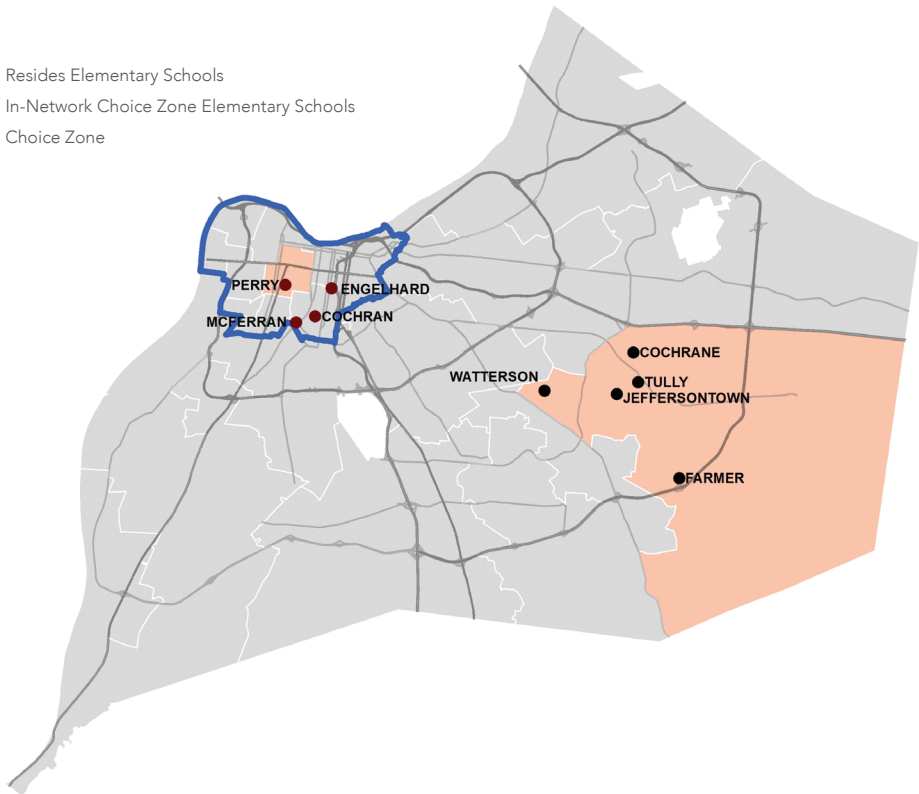 Resides Elementary Schools
In-Network Choice Zone Elementary Schools
Choice Zone
PERRY
ENGELHARD
MCFERRAN
COCHRAN
COCHRANE
WATTERSON
TULLY
JEFFERSONTOWN
FARMER